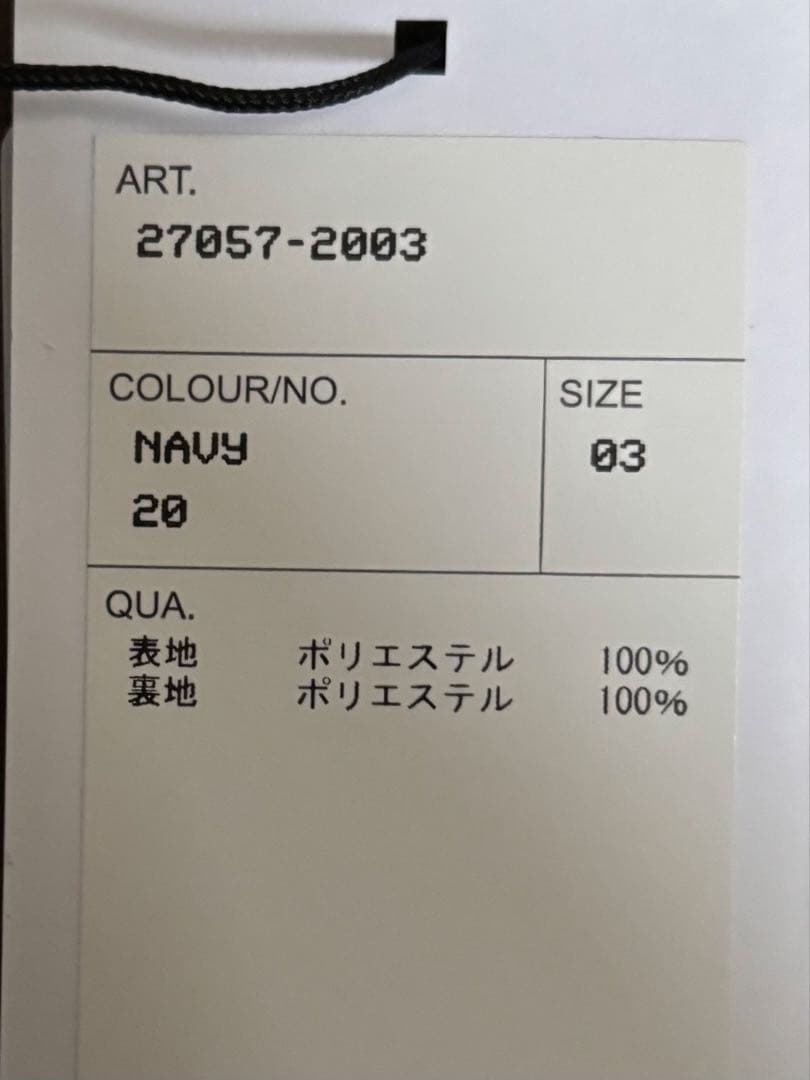 ART.
27057-2003
COLOUR/NO.
NAVY
20
SIZE
03
QUA.
表地 ポリエステル 100%
裏地 ポリエステル 100%